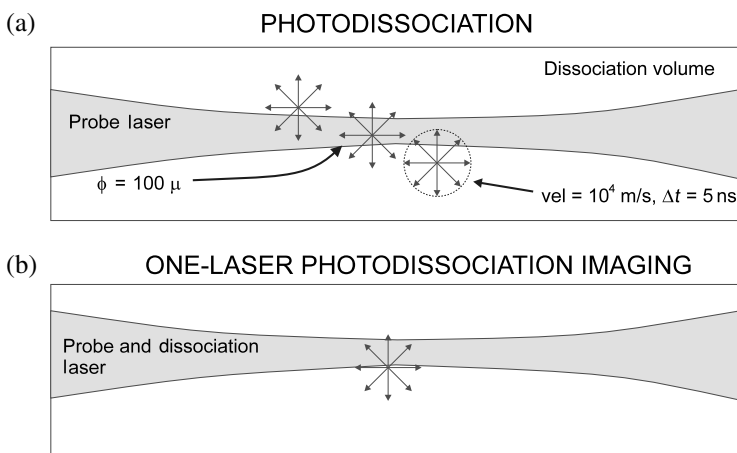 (a)
PHOTODISSOCIATION
Dissociation volume
Probe laser
ϕ = 100 μ
vel = 10⁴ m/s, Δt = 5 ns
(b)
ONE-LASER PHOTODISSOCIATION IMAGING
Probe and dissociation
laser